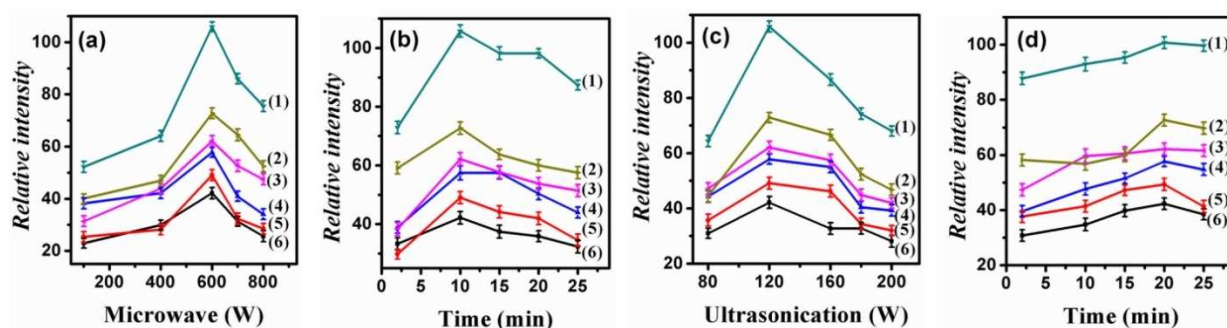 (a)
Relative intensity
100
80
60
40
20
200 400 600 800
Microwave (W)
(1)
(2)
(3)
(4)
(5)
(6)
(b)
Relative intensity
100
80
60
40
0 5 10 15 20 25
Time (min)
(1)
(2)
(3)
(4)
(5)
(6)
(c)
Relative intensity
100
80
60
40
20
80 120 160 200
Ultrasonication (W)
(1)
(2)
(3)
(4)
(5)
(6)
(d)
Relative intensity
100
80
60
40
20
0 5 10 15 20 25
Time (min)
(1)
(2)
(3)
(4)
(5)
(6)